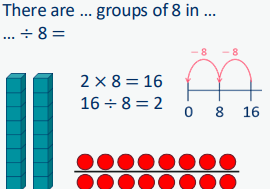 There are ... groups of 8 in ...
... ÷ 8 =
− 8 − 8
2 × 8 = 16
16 ÷ 8 = 2
0 8 16